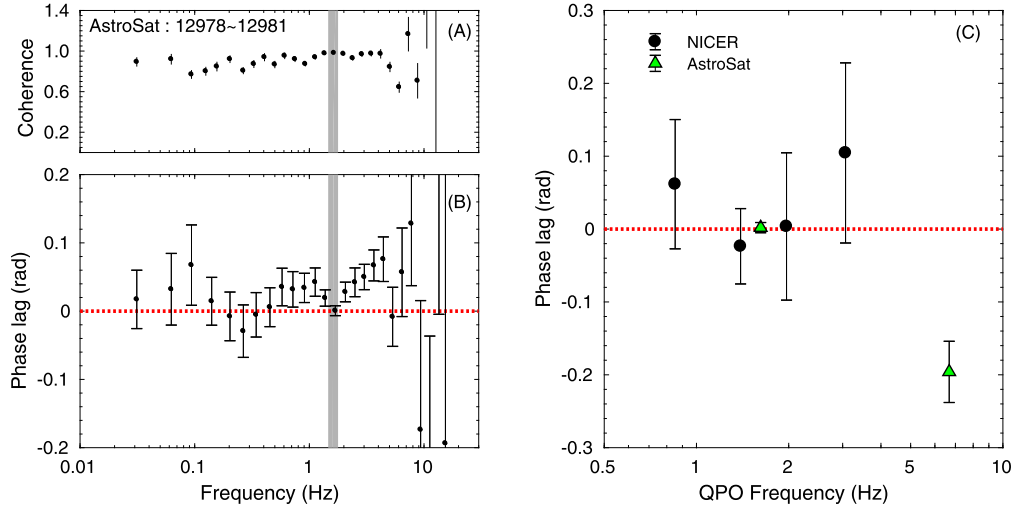 AstroSat : 12978~12981
(A)
1.4
1.0
0.6
0.2
Coherence
(B)
0.2
0.1
0
-0.1
-0.2
Phase lag (rad)
0.01
0.1
1
10
Frequency (Hz)
(C)
NICER
AstroSat
0.3
0.2
0.1
0
-0.1
-0.2
-0.3
Phase lag (rad)
0.5
1
2
5
10
QPO Frequency (Hz)